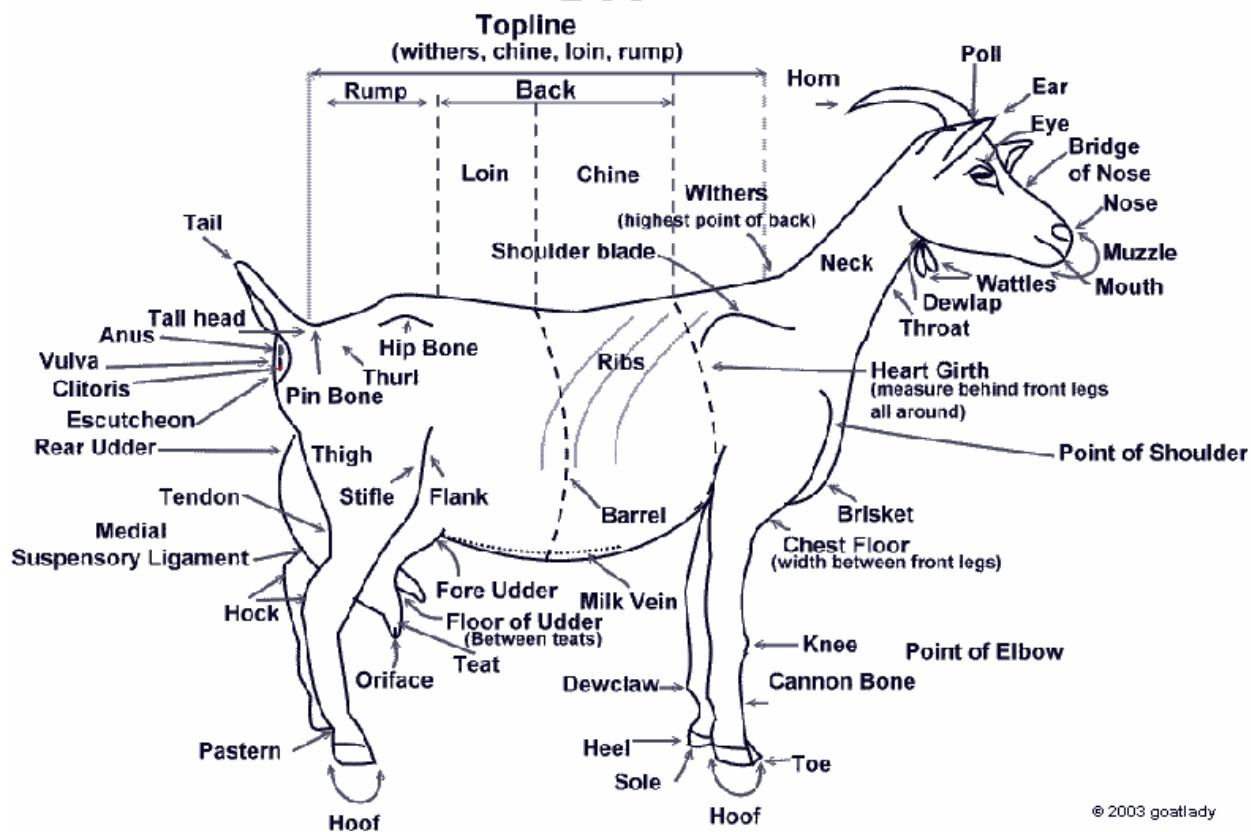 Topline
(withers, chine, loin, rump)
Rump
Back
Horn
Poll
Ear
Eye
Bridge
of Nose
Loin
Chine
Withers
(highest point of back)
Nose
Tail
Shoulder blade
Neck
Muzzle
Wattles
Mouth
Dewlap
Throat
Tail head
Anus
Hip Bone
Ribs
Vulva
Thurl
Heart Girth
(measure behind front legs
all around)
Clitoris
Pin Bone
Escutcheon
Rear Udder
Thigh
Point of Shoulder
Tendon
Stifle
Flank
Barrel
Brisket
Medial
Suspensory Ligament
Chest Floor
(width between front legs)
Fore Udder
Milk Vein
Hock
Floor of Udder
(Between teats)
Teat
Knee
Point of Elbow
Oriface
Dewclaw
Cannon Bone
Pastern
Heel
Sole
Toe
Hoof
Hoof
© 2003 goatlady